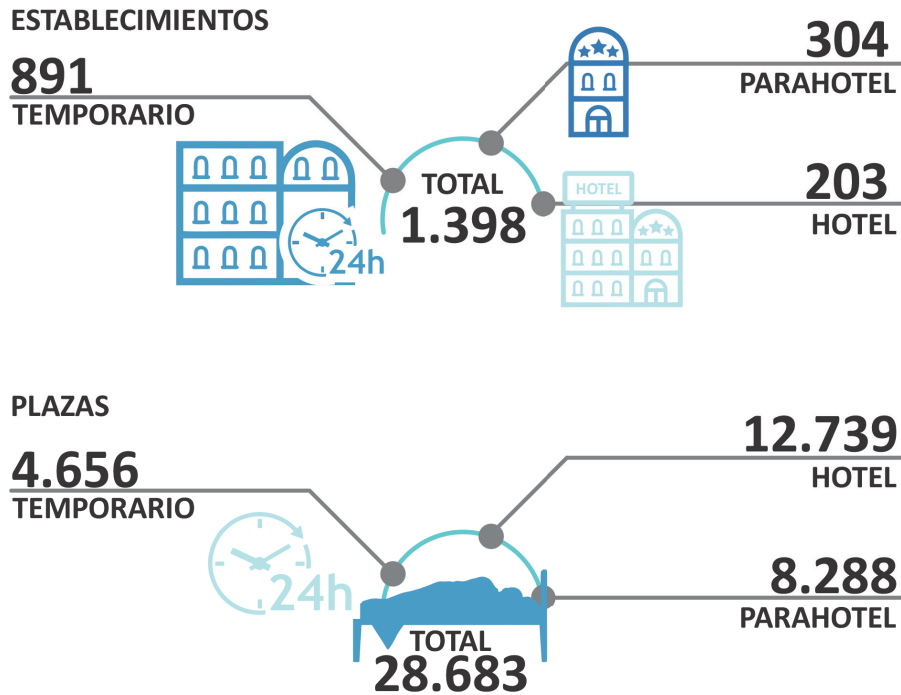 ESTABLECIMIENTOS
891
TEMPORARIO
304
PARAHOTEL
TOTAL
1.398
HOTEL
203
HOTEL
24h
PLAZAS
4.656
TEMPORARIO
12.739
HOTEL
24h
8.288
PARAHOTEL
TOTAL
28.683